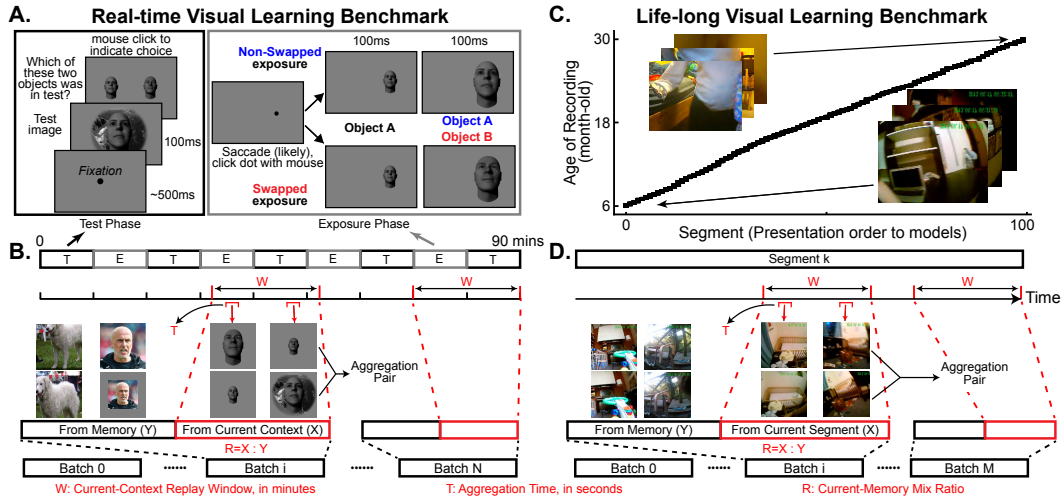 A.
Real-time Visual Learning Benchmark
mouse click to
indicate choice
Which of
these two
objects was
in test?
Test
image
100ms
Fixation
~500ms
Test Phase
Non-Swapped
exposure
100ms
100ms
Saccade (likely),
click dot with mouse
Object A
Object A
Object B
Swapped
exposure
Exposure Phase
C.
Life-long Visual Learning Benchmark
Age of Recording
(month-old)
30
18
6
0
100
Segment (Presentation order to models)
B.
0
90 mins
T E T E T E T E T
W
W
T
Aggregation
Pair
From Memory (Y)
From Current Context (X)
R=X : Y
Batch 0
......
Batch i
......
Batch N
D.
Segment k
W
W
Time
T
Aggregation
Pair
From Memory (Y)
From Current Segment (X)
R=X : Y
Batch 0
......
Batch i
......
Batch M
W: Current-Context Replay Window, in minutes
T: Aggregation Time, in seconds
R: Current-Memory Mix Ratio